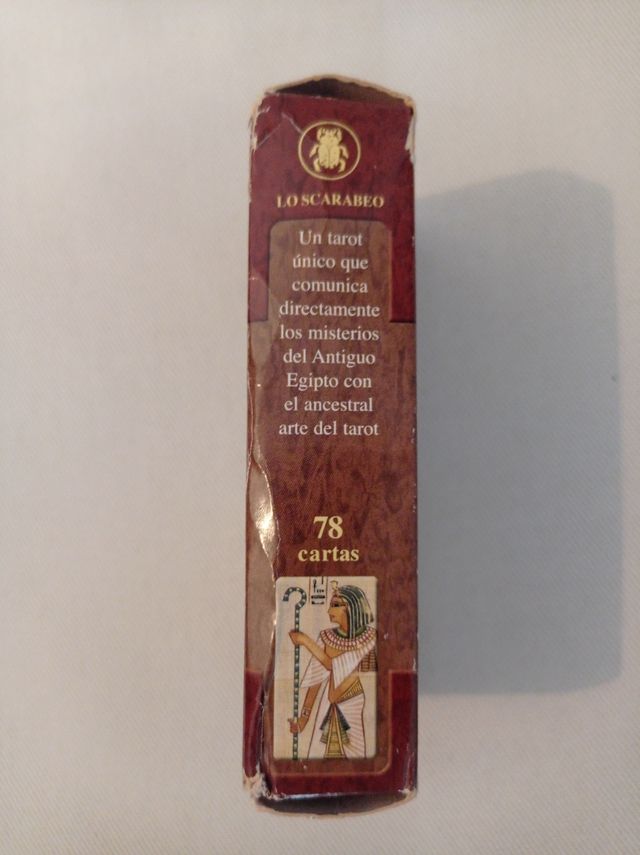 LO SCARABEO
Un tarot
único que
comunica
directamente
los misterios
del Antiguo
Egipto con
el ancestral
arte del tarot
78
cartas